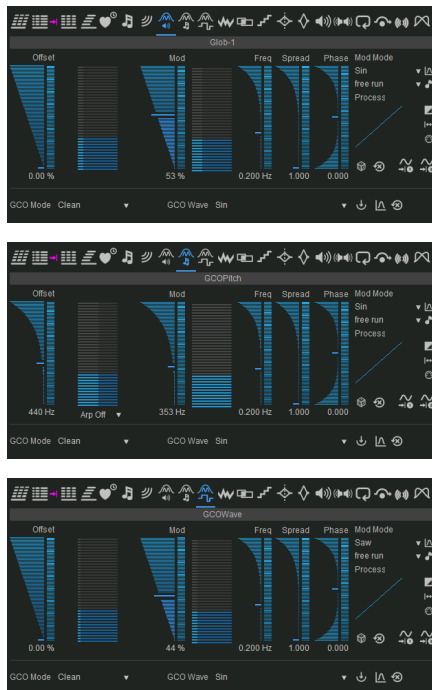 Glob-1
Offset Mod Freq Spread Phase Mod Mode
Sin
free run
Process
0.00 % 53 % 0.200 Hz 1.000 0.000
GCO Mode Clean GCO Wave Sin
GCOPitch
Offset Mod Freq Spread Phase Mod Mode
Sin
free run
Process
440 Hz Arp Off 353 Hz 0.200 Hz 1.000 0.000
GCO Mode Clean GCO Wave Sin
GCOWave
Offset Mod Freq Spread Phase Mod Mode
Saw
free run
Process
0.00 % 44 % 0.200 Hz 1.000 0.000
GCO Mode Clean GCO Wave Sin